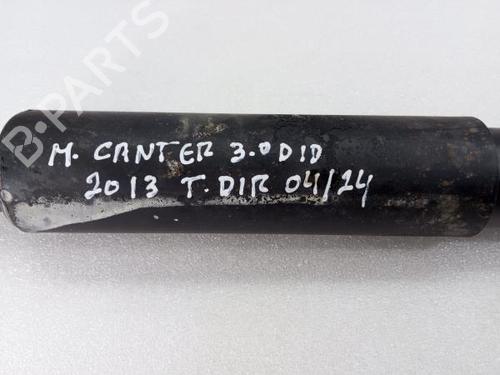 B-PARTS
M. CANTER 3.0 DID
2013 T. DIR 04/24